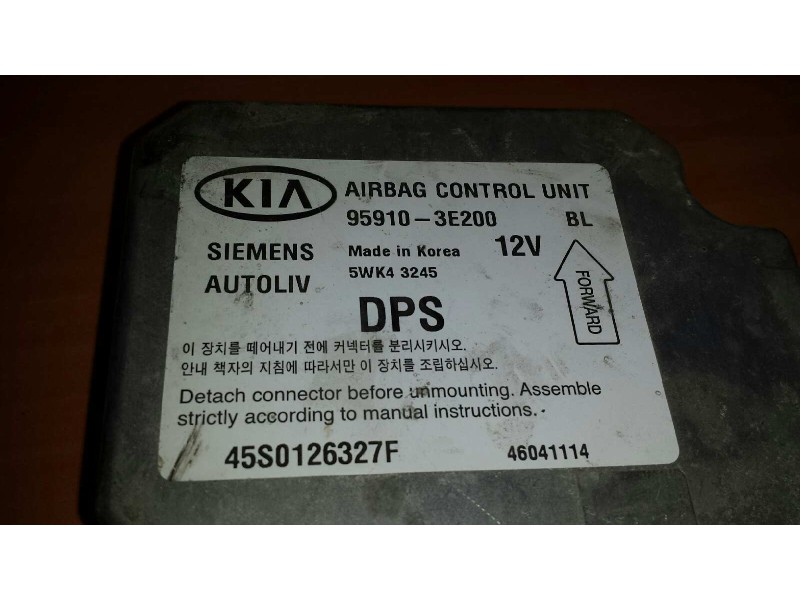 KIA AIRBAG CONTROL UNIT
95910-3E200 BL
SIEMENS Made in Korea 12V
AUTOLIV 5WK4 3245
FORWARD
DPS
이 장치를 떼어내기 전에 커넥터를 분리시키시오.
안내 책자의 지침에 따라서만 이 장치를 조립하십시오.
Detach connector before unmounting. Assemble
strictly according to manual instructions.
45S0126327F 46041114